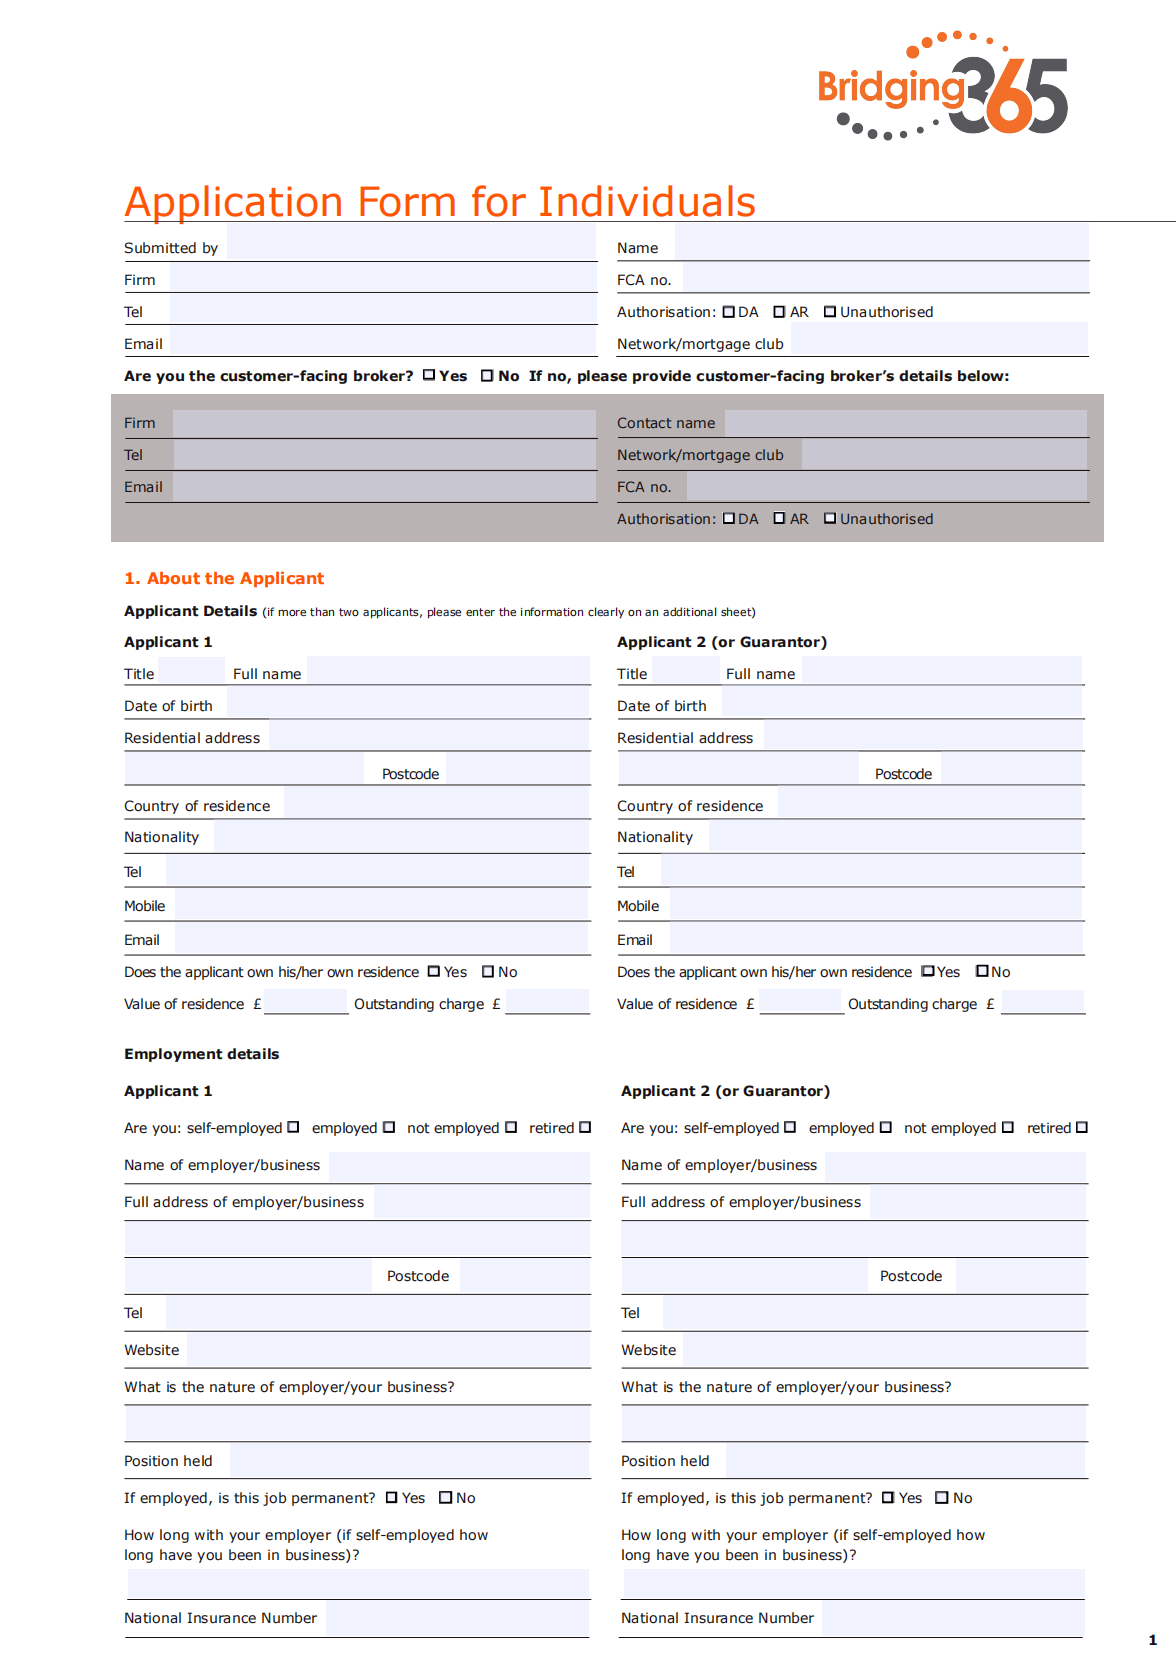 Bridging 365
Application Form for Individuals
Submitted by
Name
Firm
FCA no.
Tel
Authorisation: DA AR Unauthorised
Email
Network/mortgage club
Are you the customer-facing broker? Yes No If no, please provide customer-facing broker’s details below:
Firm
Contact name
Tel
Network/mortgage club
Email
FCA no.
Authorisation: DA AR Unauthorised
1. About the Applicant
Applicant Details (if more than two applicants, please enter the information clearly on an additional sheet)
Applicant 1
Title Full name
Date of birth
Residential address
Postcode
Country of residence
Nationality
Tel
Mobile
Email
Does the applicant own his/her own residence Yes No
Value of residence £ Outstanding charge £
Applicant 2 (or Guarantor)
Title Full name
Date of birth
Residential address
Postcode
Country of residence
Nationality
Tel
Mobile
Email
Does the applicant own his/her own residence Yes No
Value of residence £ Outstanding charge £
Employment details
Applicant 1
Are you: self-employed employed not employed retired
Name of employer/business
Full address of employer/business
Postcode
Tel
Website
What is the nature of employer/your business?
Position held
If employed, is this job permanent? Yes No
How long with your employer (if self-employed how
long have you been in business)?
National Insurance Number
Applicant 2 (or Guarantor)
Are you: self-employed employed not employed retired
Name of employer/business
Full address of employer/business
Postcode
Tel
Website
What is the nature of employer/your business?
Position held
If employed, is this job permanent? Yes No
How long with your employer (if self-employed how
long have you been in business)?
National Insurance Number
1